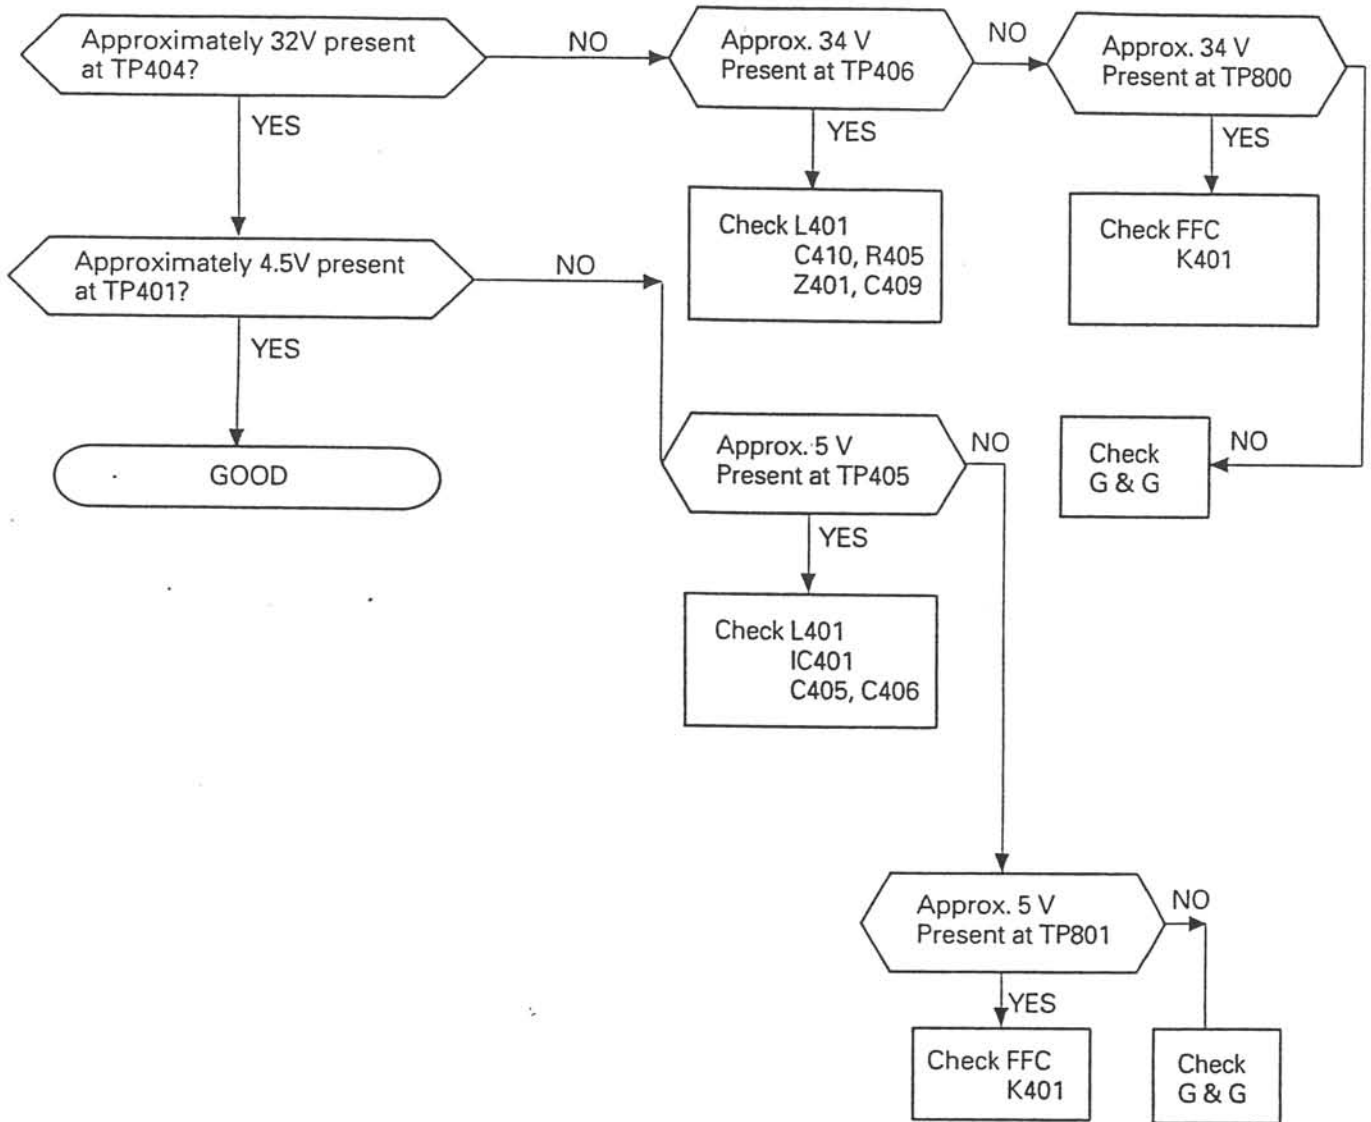 Approximately 32V present
at TP404?
NO
Approx. 34 V
Present at TP406
NO
Approx. 34 V
Present at TP800
YES
YES
YES
Check L401
C410, R405
Z401, C409
Check FFC
K401
Approximately 4.5V present
at TP401?
NO
YES
GOOD
Approx. 5 V
Present at TP405
NO
Check
G & G
NO
YES
Check L401
IC401
C405, C406
Approx. 5 V
Present at TP801
NO
YES
Check FFC
K401
Check
G & G